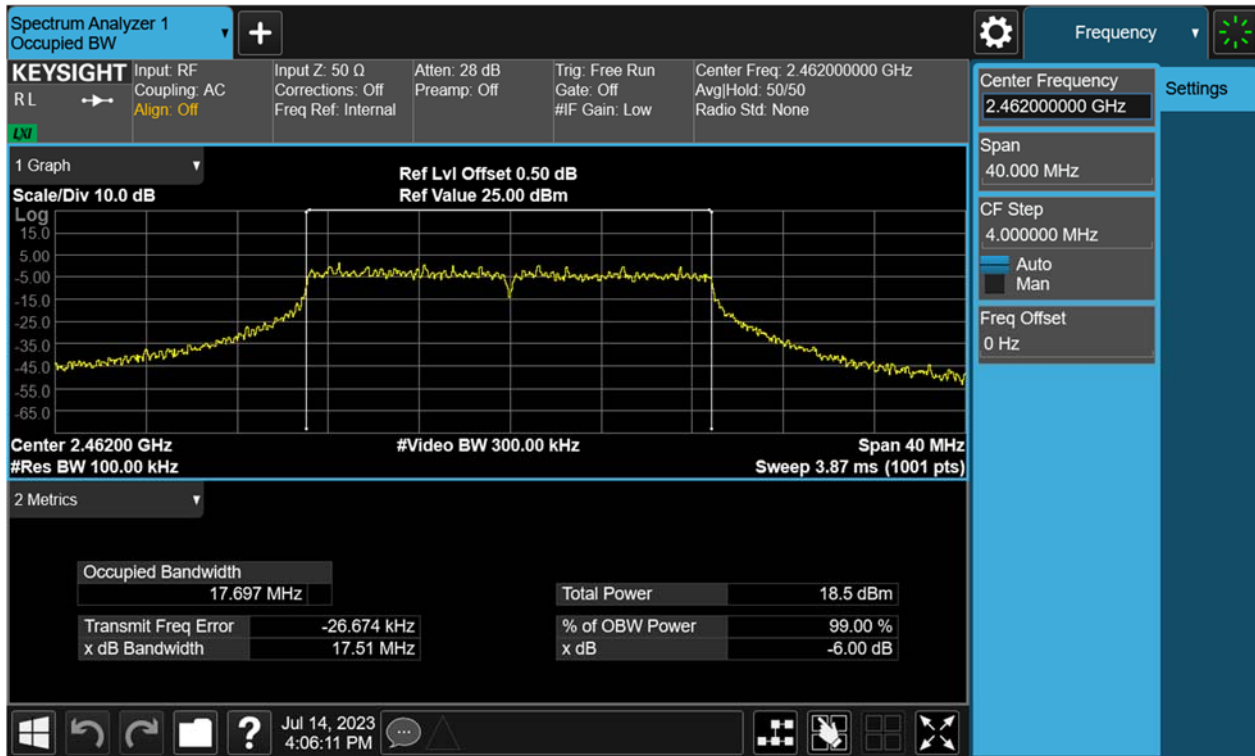 Spectrum Analyzer 1
Occupied BW
+
Frequency
KEYSIGHT
RL
LXI
Input: RF
Coupling: AC
Align: Off
Input Z: 50 Ω
Corrections: Off
Freq Ref: Internal
Atten: 28 dB
Preamp: Off
Trig: Free Run
Gate: Off
#IF Gain: Low
Center Freq: 2.462000000 GHz
Avg|Hold: 50/50
Radio Std: None
Center Frequency
2.462000000 GHz
Settings
Span
40.000 MHz
CF Step
4.000000 MHz
Auto
Man
Freq Offset
0 Hz
1 Graph
Scale/Div 10.0 dB
Ref Lvl Offset 0.50 dB
Ref Value 25.00 dBm
Log
15.0
5.00
-5.00
-15.0
-25.0
-35.0
-45.0
-55.0
-65.0
Center 2.46200 GHz
#Video BW 300.00 kHz
Span 40 MHz
#Res BW 100.00 kHz
Sweep 3.87 ms (1001 pts)
2 Metrics
Occupied Bandwidth
17.697 MHz
Total Power 18.5 dBm
Transmit Freq Error -26.674 kHz
% of OBW Power 99.00 %
x dB Bandwidth 17.51 MHz
x dB -6.00 dB
?
Jul 14, 2023
4:06:11 PM